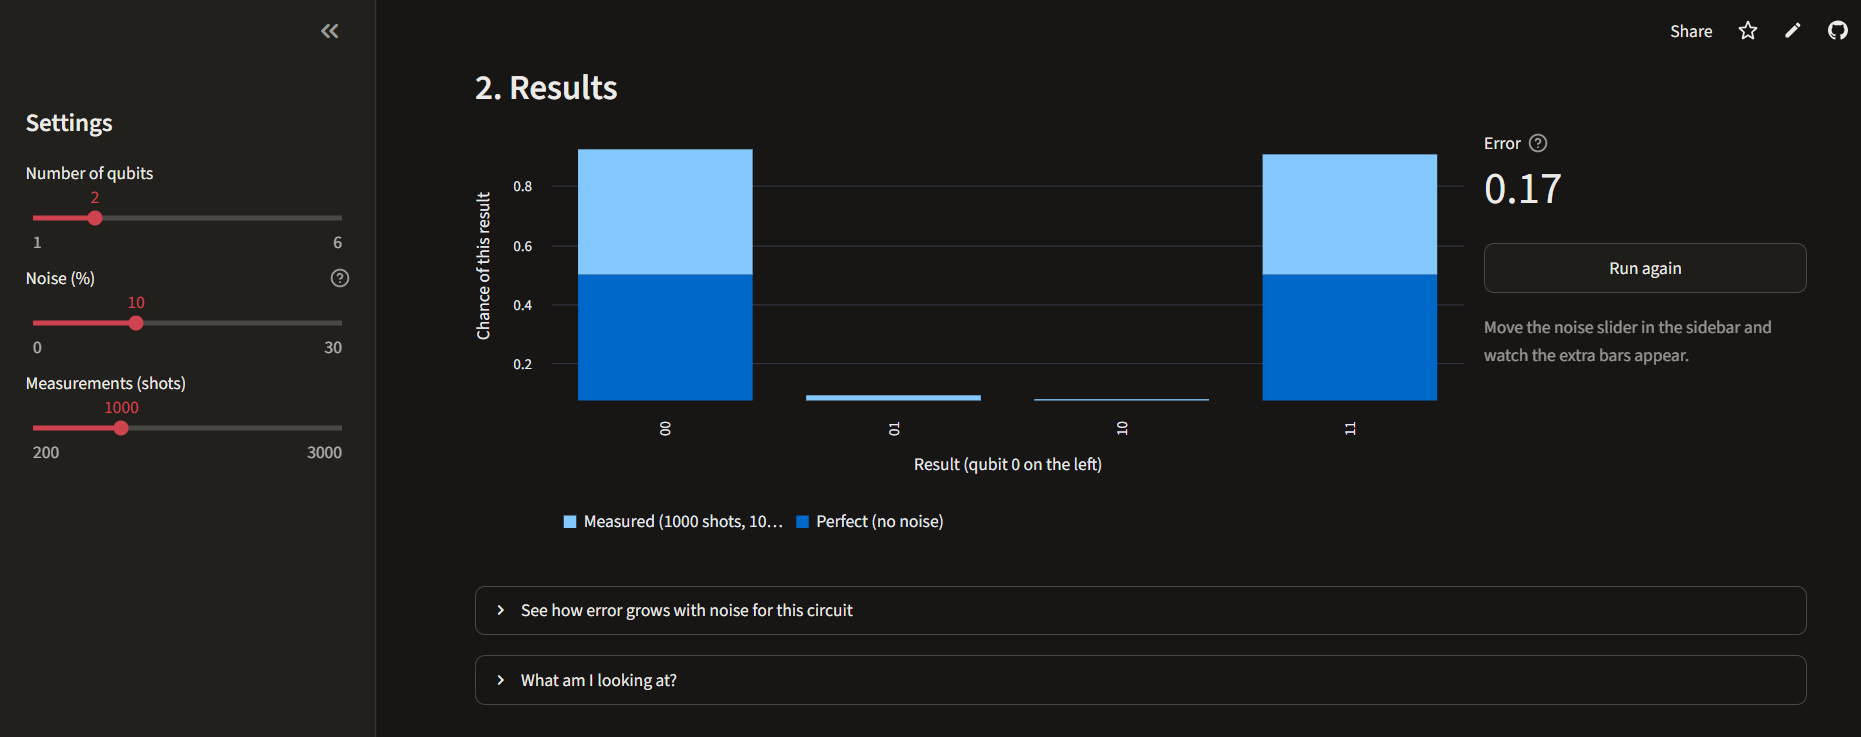 Share
Settings
Number of qubits
2
1 6
Noise (%)
10
0 30
Measurements (shots)
1000
200 3000
2. Results
Chance of this result
0.8
0.6
0.4
0.2
00 01 10 11
Result (qubit 0 on the left)
Measured (1000 shots, 10… Perfect (no noise)
Error
0.17
Run again
Move the noise slider in the sidebar and
watch the extra bars appear.
See how error grows with noise for this circuit
What am I looking at?